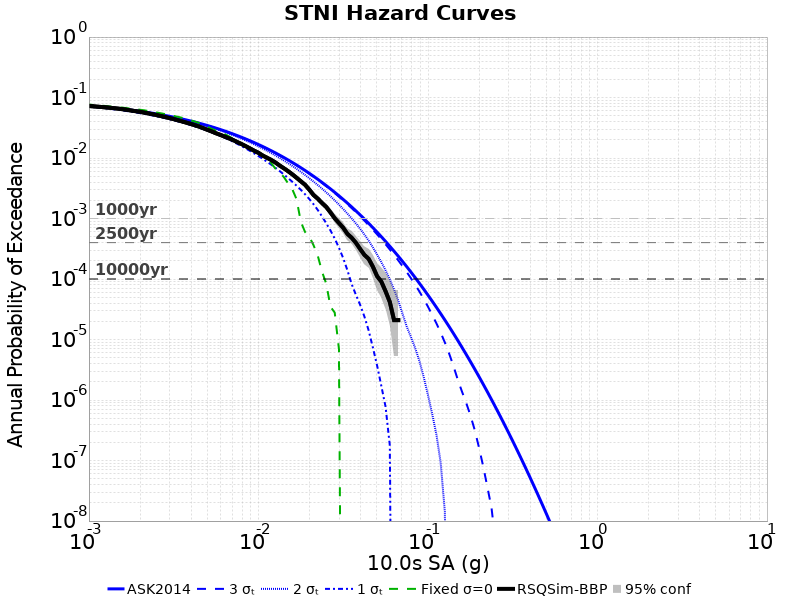 STNI Hazard Curves
Annual Probability of Exceedance
10^0
10^-1
10^-2
10^-3
10^-4
10^-5
10^-6
10^-7
10^-8
1000yr
2500yr
10000yr
10^-3 10^-2 10^-1 10^0 10^1
10.0s SA (g)
ASK2014 3 σₜ 2 σₜ 1 σₜ Fixed σ=0 RSQSim-BBP 95% conf